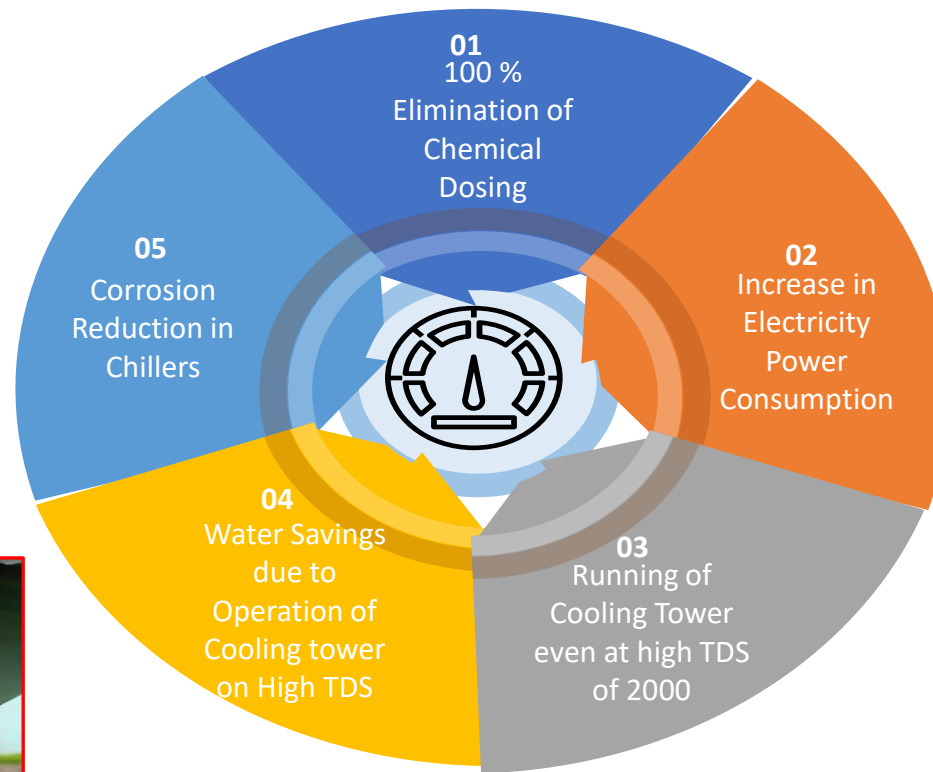 01
100 %
Elimination of
Chemical
Dosing
02
Increase in
Electricity
Power
Consumption
03
Running of
Cooling Tower
even at high TDS
of 2000
04
Water Savings
due to
Operation of
Cooling tower
on High TDS
05
Corrosion
Reduction in
Chillers